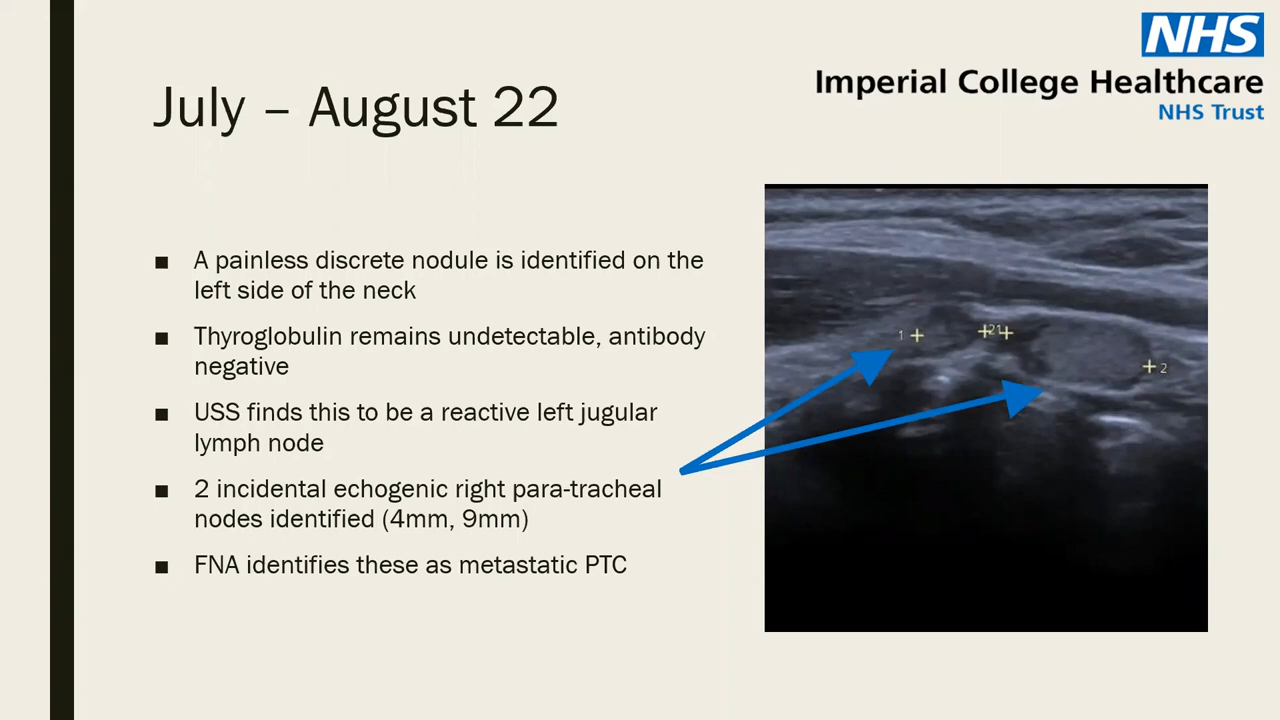 NHS
Imperial College Healthcare
NHS Trust
July – August 22
■ A painless discrete nodule is identified on the
left side of the neck
■ Thyroglobulin remains undetectable, antibody
negative
■ USS finds this to be a reactive left jugular
lymph node
■ 2 incidental echogenic right para-tracheal
nodes identified (4mm, 9mm)
■ FNA identifies these as metastatic PTC
1 + +21+ + 2